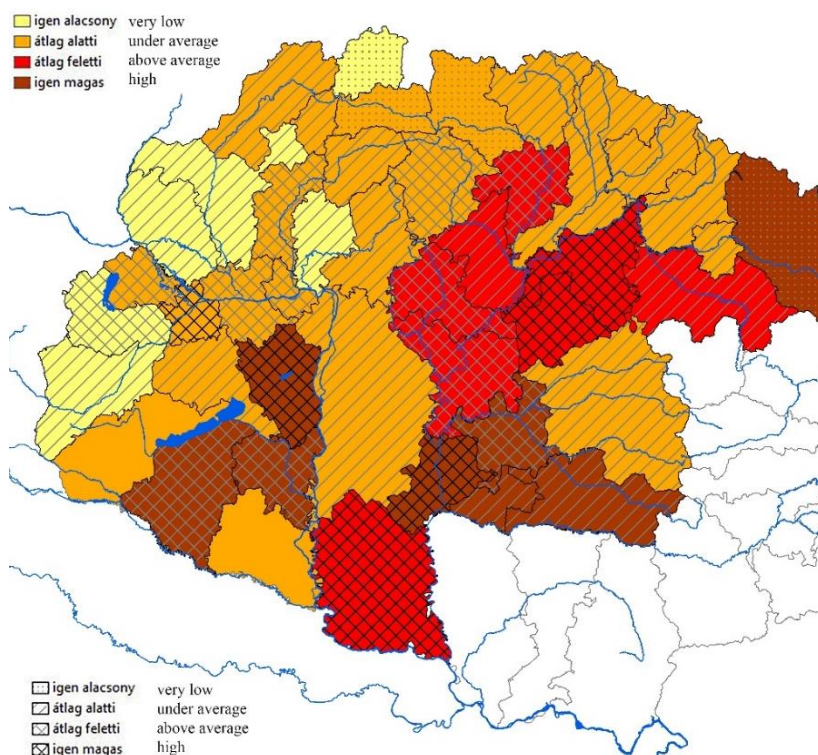 igen alacsony very low
átlag alatti under average
átlag feletti above average
igen magas high
igen alacsony very low
átlag alatti under average
átlag feletti above average
igen magas high